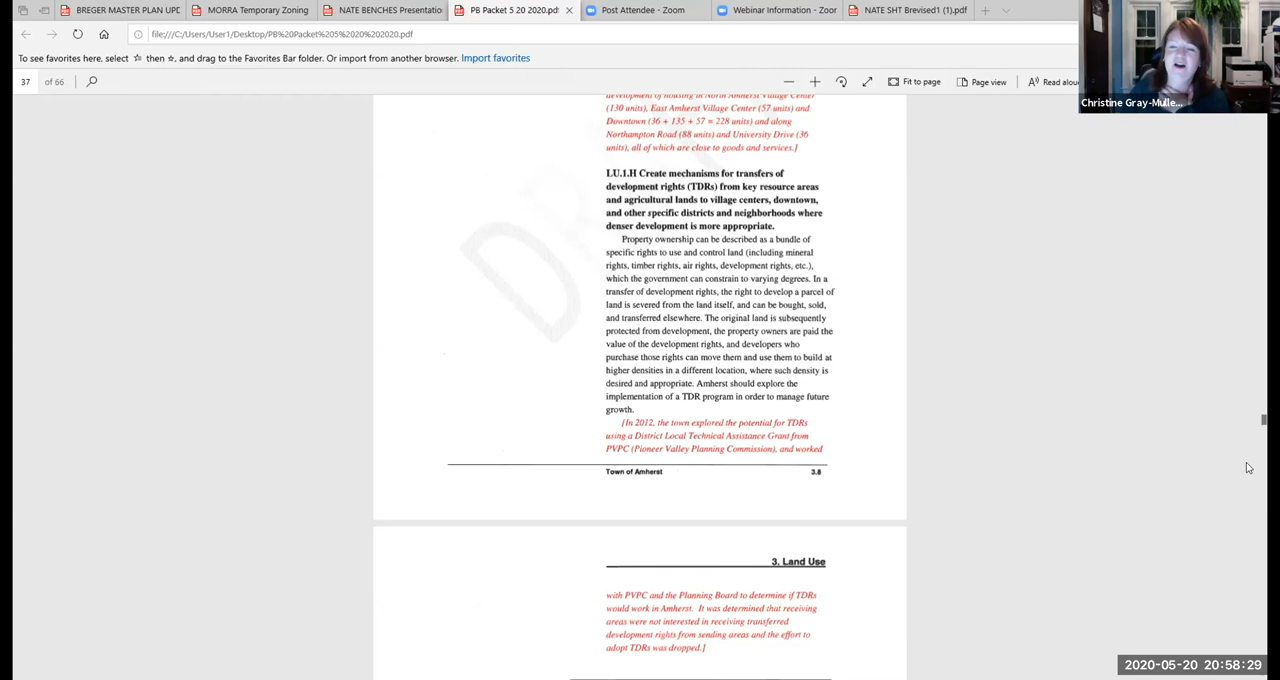 BREGER MASTER PLAN UPD
MORRA Temporary Zoning
NATE BENCHES Presentatio
PB Packet 5 20 2020.pdf
Post Attendee - Zoom
Webinar Information - Zoor
NATE SHT Brevised1 (1).pdf
file:///C:/Users/User1/Desktop/PB%20Packet%205%20%202020.pdf
To see favorites here, select ☆ then ☆, and drag to the Favorites Bar folder. Or import from another browser. Import favorites
37 of 66
Fit to page
Page view
Read alou
Christine Gray-Mulle...
development of housing in North Amherst Village Center
(130 units), East Amherst Village Center (57 units) and
Downtown (36 + 135 + 57 = 228 units) and along
Northampton Road (88 units) and University Drive (36
units), all of which are close to goods and services.]
LU.1.H Create mechanisms for transfers of
development rights (TDRs) from key resource areas
and agricultural lands to village centers, downtown,
and other specific districts and neighborhoods where
denser development is more appropriate.
Property ownership can be described as a bundle of
specific rights to use and control land (including mineral
rights, timber rights, air rights, development rights, etc.),
which the government can constrain to varying degrees. In a
transfer of development rights, the right to develop a parcel of
land is severed from the land itself, and can be bought, sold,
and transferred elsewhere. The original land is subsequently
protected from development, the property owners are paid the
value of the development rights, and developers who
purchase those rights can move them and use them to build at
higher densities in a different location, where such density is
desired and appropriate. Amherst should explore the
implementation of a TDR program in order to manage future
growth.
[In 2012, the town explored the potential for TDRs
using a District Local Technical Assistance Grant from
PVPC (Pioneer Valley Planning Commission), and worked
Town of Amherst 3.8
3. Land Use
with PVPC and the Planning Board to determine if TDRs
would work in Amherst. It was determined that receiving
areas were not interested in receiving transferred
development rights from sending areas and the effort to
adopt TDRs was dropped.]
2020-05-20 20:58:29